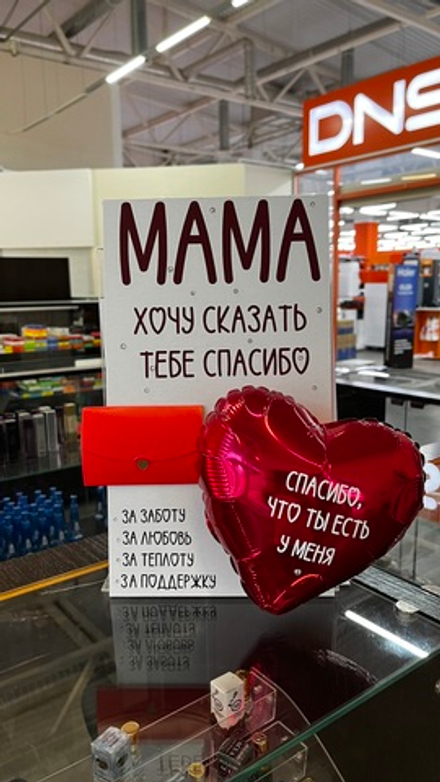 DNS
МАМА
ХОЧУ СКАЗАТЬ
ТЕБЕ СПАСИБО
СПАСИБО,
ЧТО ТЫ ЕСТЬ
У МЕНЯ
· ЗА ЗАБОТУ
· ЗА ЛЮБОВЬ
· ЗА ТЕПЛОТУ
· ЗА ПОДДЕРЖКУ
Haier